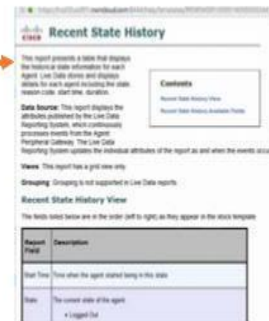 CISCO Recent State History
This report presents a table that displays
the historical state information for each
Agent. Live Data stores and displays
details for each agent including the state,
reason code, start time, duration.
Contents
Recent State History View
Recent State History Available Fields
Data Source: This report displays the
attributes published by the Live Data
Reporting System, which continuously
processes events from the Agent
Peripheral Gateway. The Live Data
Reporting System updates the individual attributes of the report as and when the events occu
Views: This report has a grid view only.
Grouping: Grouping is not supported in Live Data reports.
Recent State History View
The fields listed below are in the order (left to right) as they appear in the stock template
Report Description
Field
Start Time Time when the agent started being in this state.
State The current state of the agent
• Logged Out